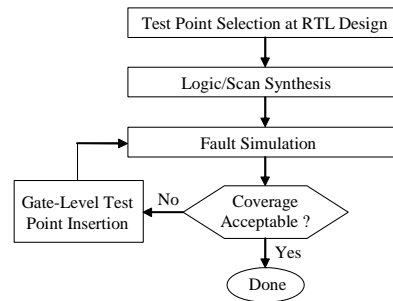 Test Point Selection at RTL Design
Logic/Scan Synthesis
Fault Simulation
Gate-Level Test
Point Insertion
No
Coverage
Acceptable ?
Yes
Done